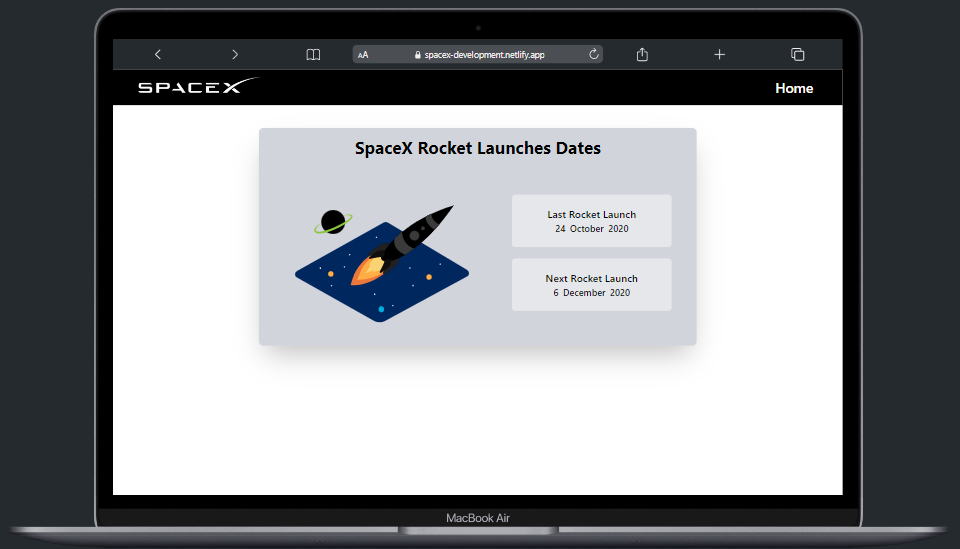 AA
spacex-development.netlify.app
SPACEX
Home
SpaceX Rocket Launches Dates
Last Rocket Launch
24 October 2020
Next Rocket Launch
6 December 2020
MacBook Air